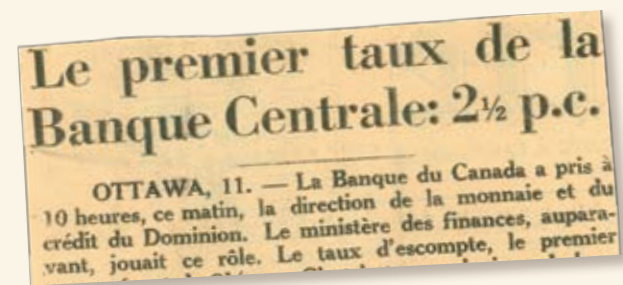 Le premier taux de la
Banque Centrale: 2½ p.c.
OTTAWA, 11. — La Banque du Canada a pris à
10 heures, ce matin, la direction de la monnaie et du
crédit du Dominion. Le ministère des finances, aupara-
vant, jouait ce rôle. Le taux d'escompte, le premier